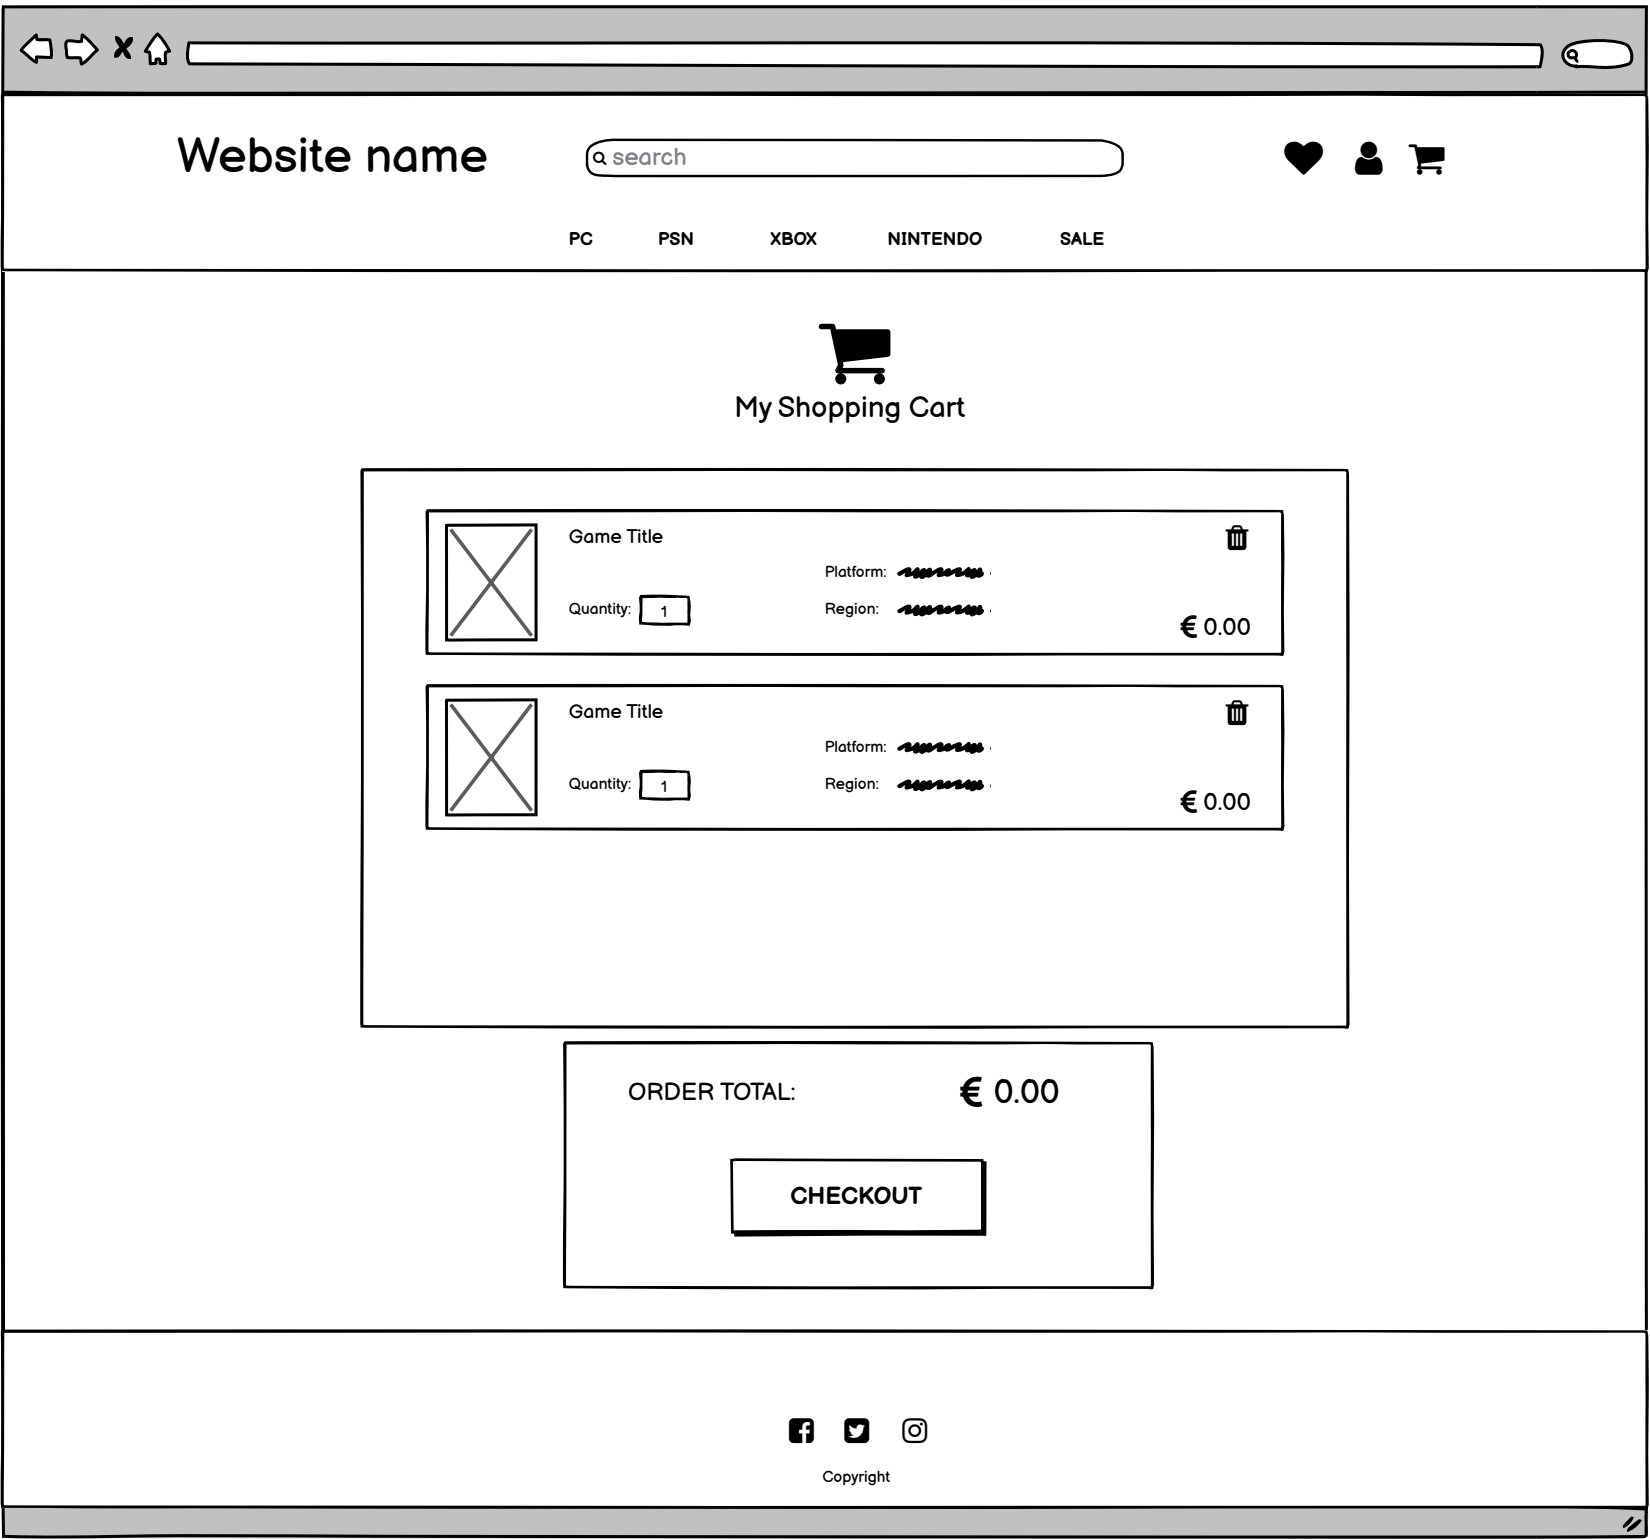 Website name
search
PC PSN XBOX NINTENDO SALE
My Shopping Cart
Game Title
Platform:
Quantity: 1 Region:
€ 0.00
Game Title
Platform:
Quantity: 1 Region:
€ 0.00
ORDER TOTAL: € 0.00
CHECKOUT
Copyright